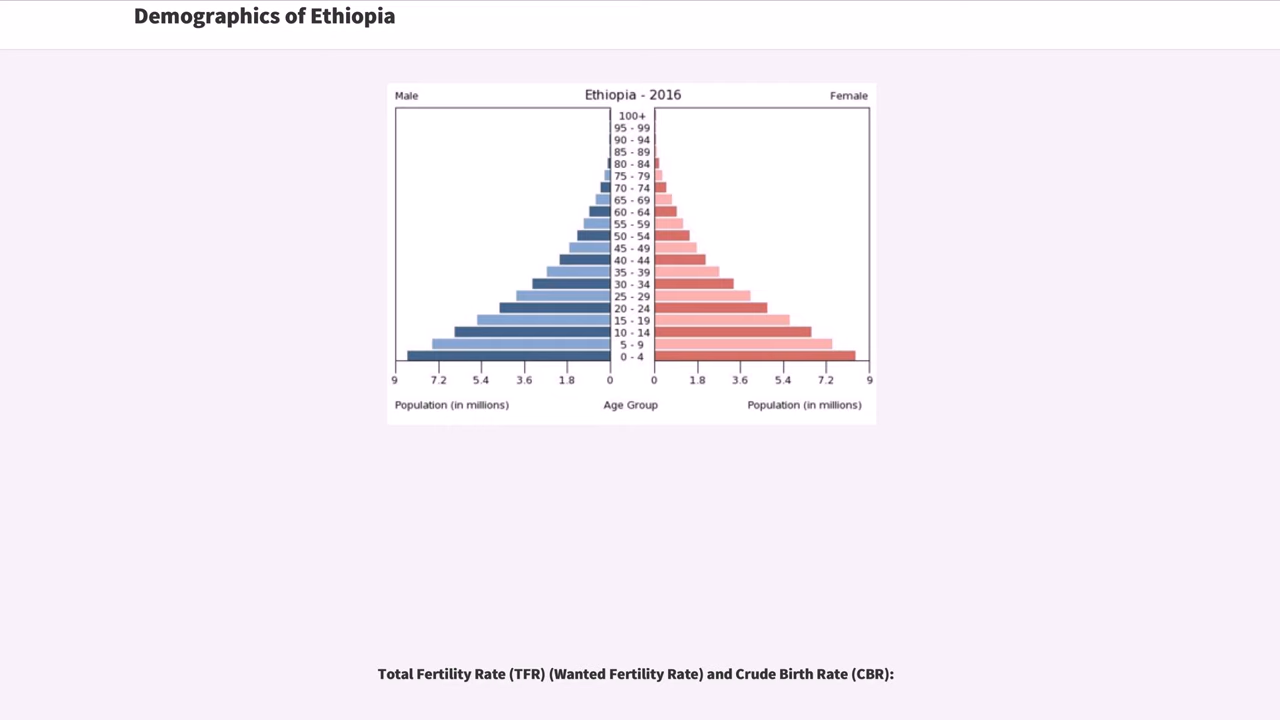 Demographics of Ethiopia
Male Ethiopia - 2016 Female
100+
95 - 99
90 - 94
85 - 89
80 - 84
75 - 79
70 - 74
65 - 69
60 - 64
55 - 59
50 - 54
45 - 49
40 - 44
35 - 39
30 - 34
25 - 29
20 - 24
15 - 19
10 - 14
5 - 9
0 - 4
9 7.2 5.4 3.6 1.8 0 0 1.8 3.6 5.4 7.2 9
Population (in millions) Age Group Population (in millions)
Total Fertility Rate (TFR) (Wanted Fertility Rate) and Crude Birth Rate (CBR):